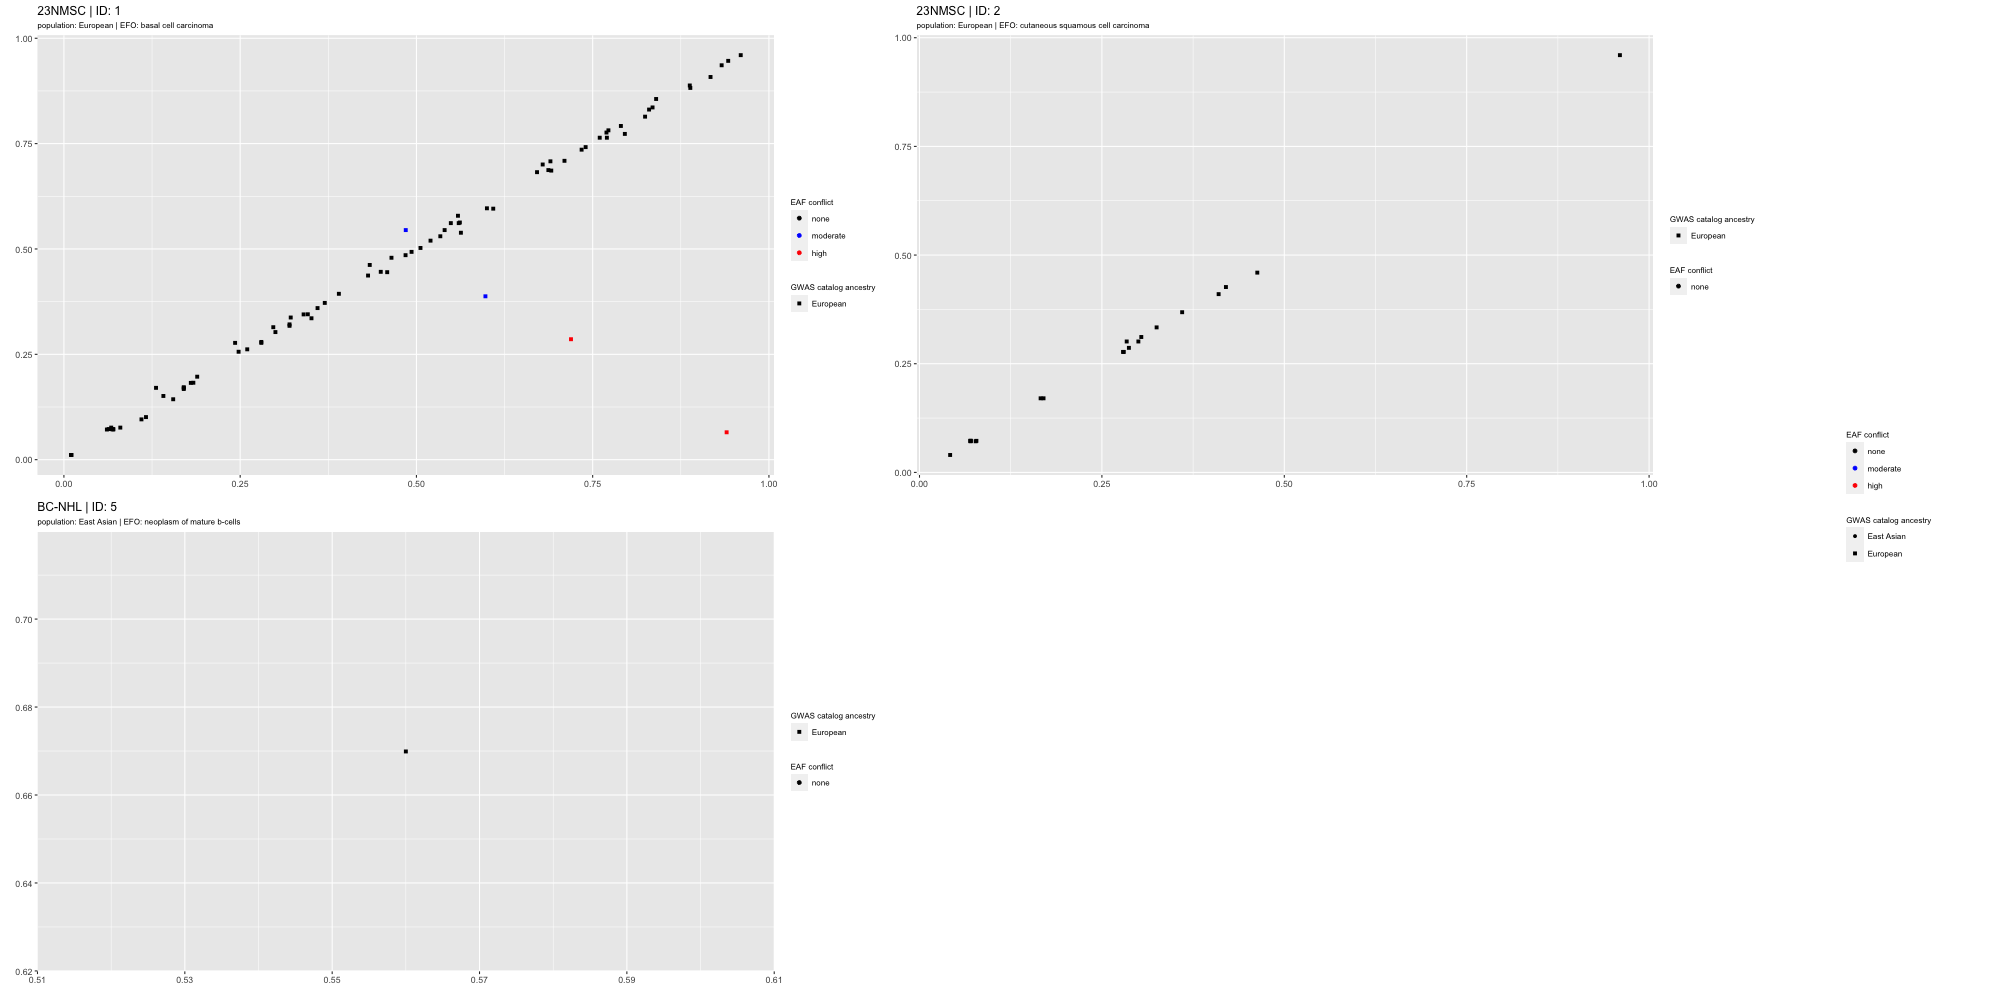 23NMSC | ID: 1
population: European | EFO: basal cell carcinoma
1.00
0.75
0.50
0.25
0.00
0.00 0.25 0.50 0.75 1.00
EAF conflict
none
moderate
high
GWAS catalog ancestry
European
23NMSC | ID: 2
population: European | EFO: cutaneous squamous cell carcinoma
1.00
0.75
0.50
0.25
0.00
0.00 0.25 0.50 0.75 1.00
GWAS catalog ancestry
European
EAF conflict
none
EAF conflict
none
moderate
high
GWAS catalog ancestry
East Asian
European
BC-NHL | ID: 5
population: East Asian | EFO: neoplasm of mature b-cells
0.70
0.68
0.66
0.64
0.62
0.51 0.53 0.55 0.57 0.59 0.61
GWAS catalog ancestry
European
EAF conflict
none